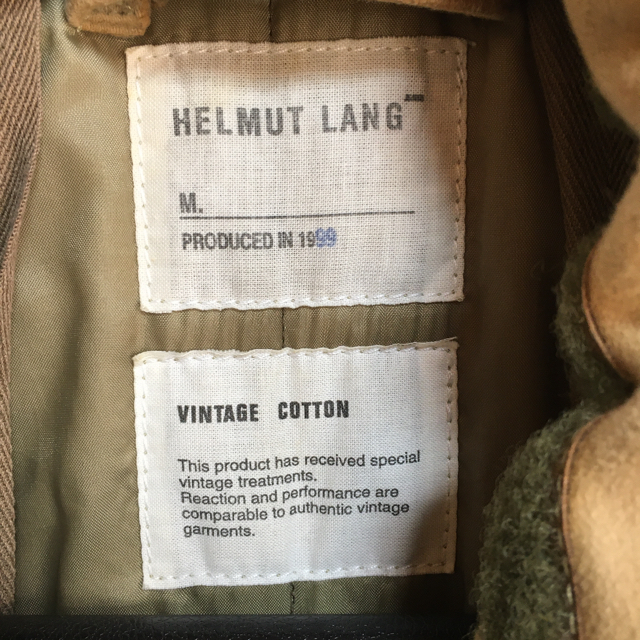 HELMUT LANG
M.
PRODUCED IN 1999
VINTAGE COTTON
This product has received special
vintage treatments.
Reaction and performance are
comparable to authentic vintage
garments.